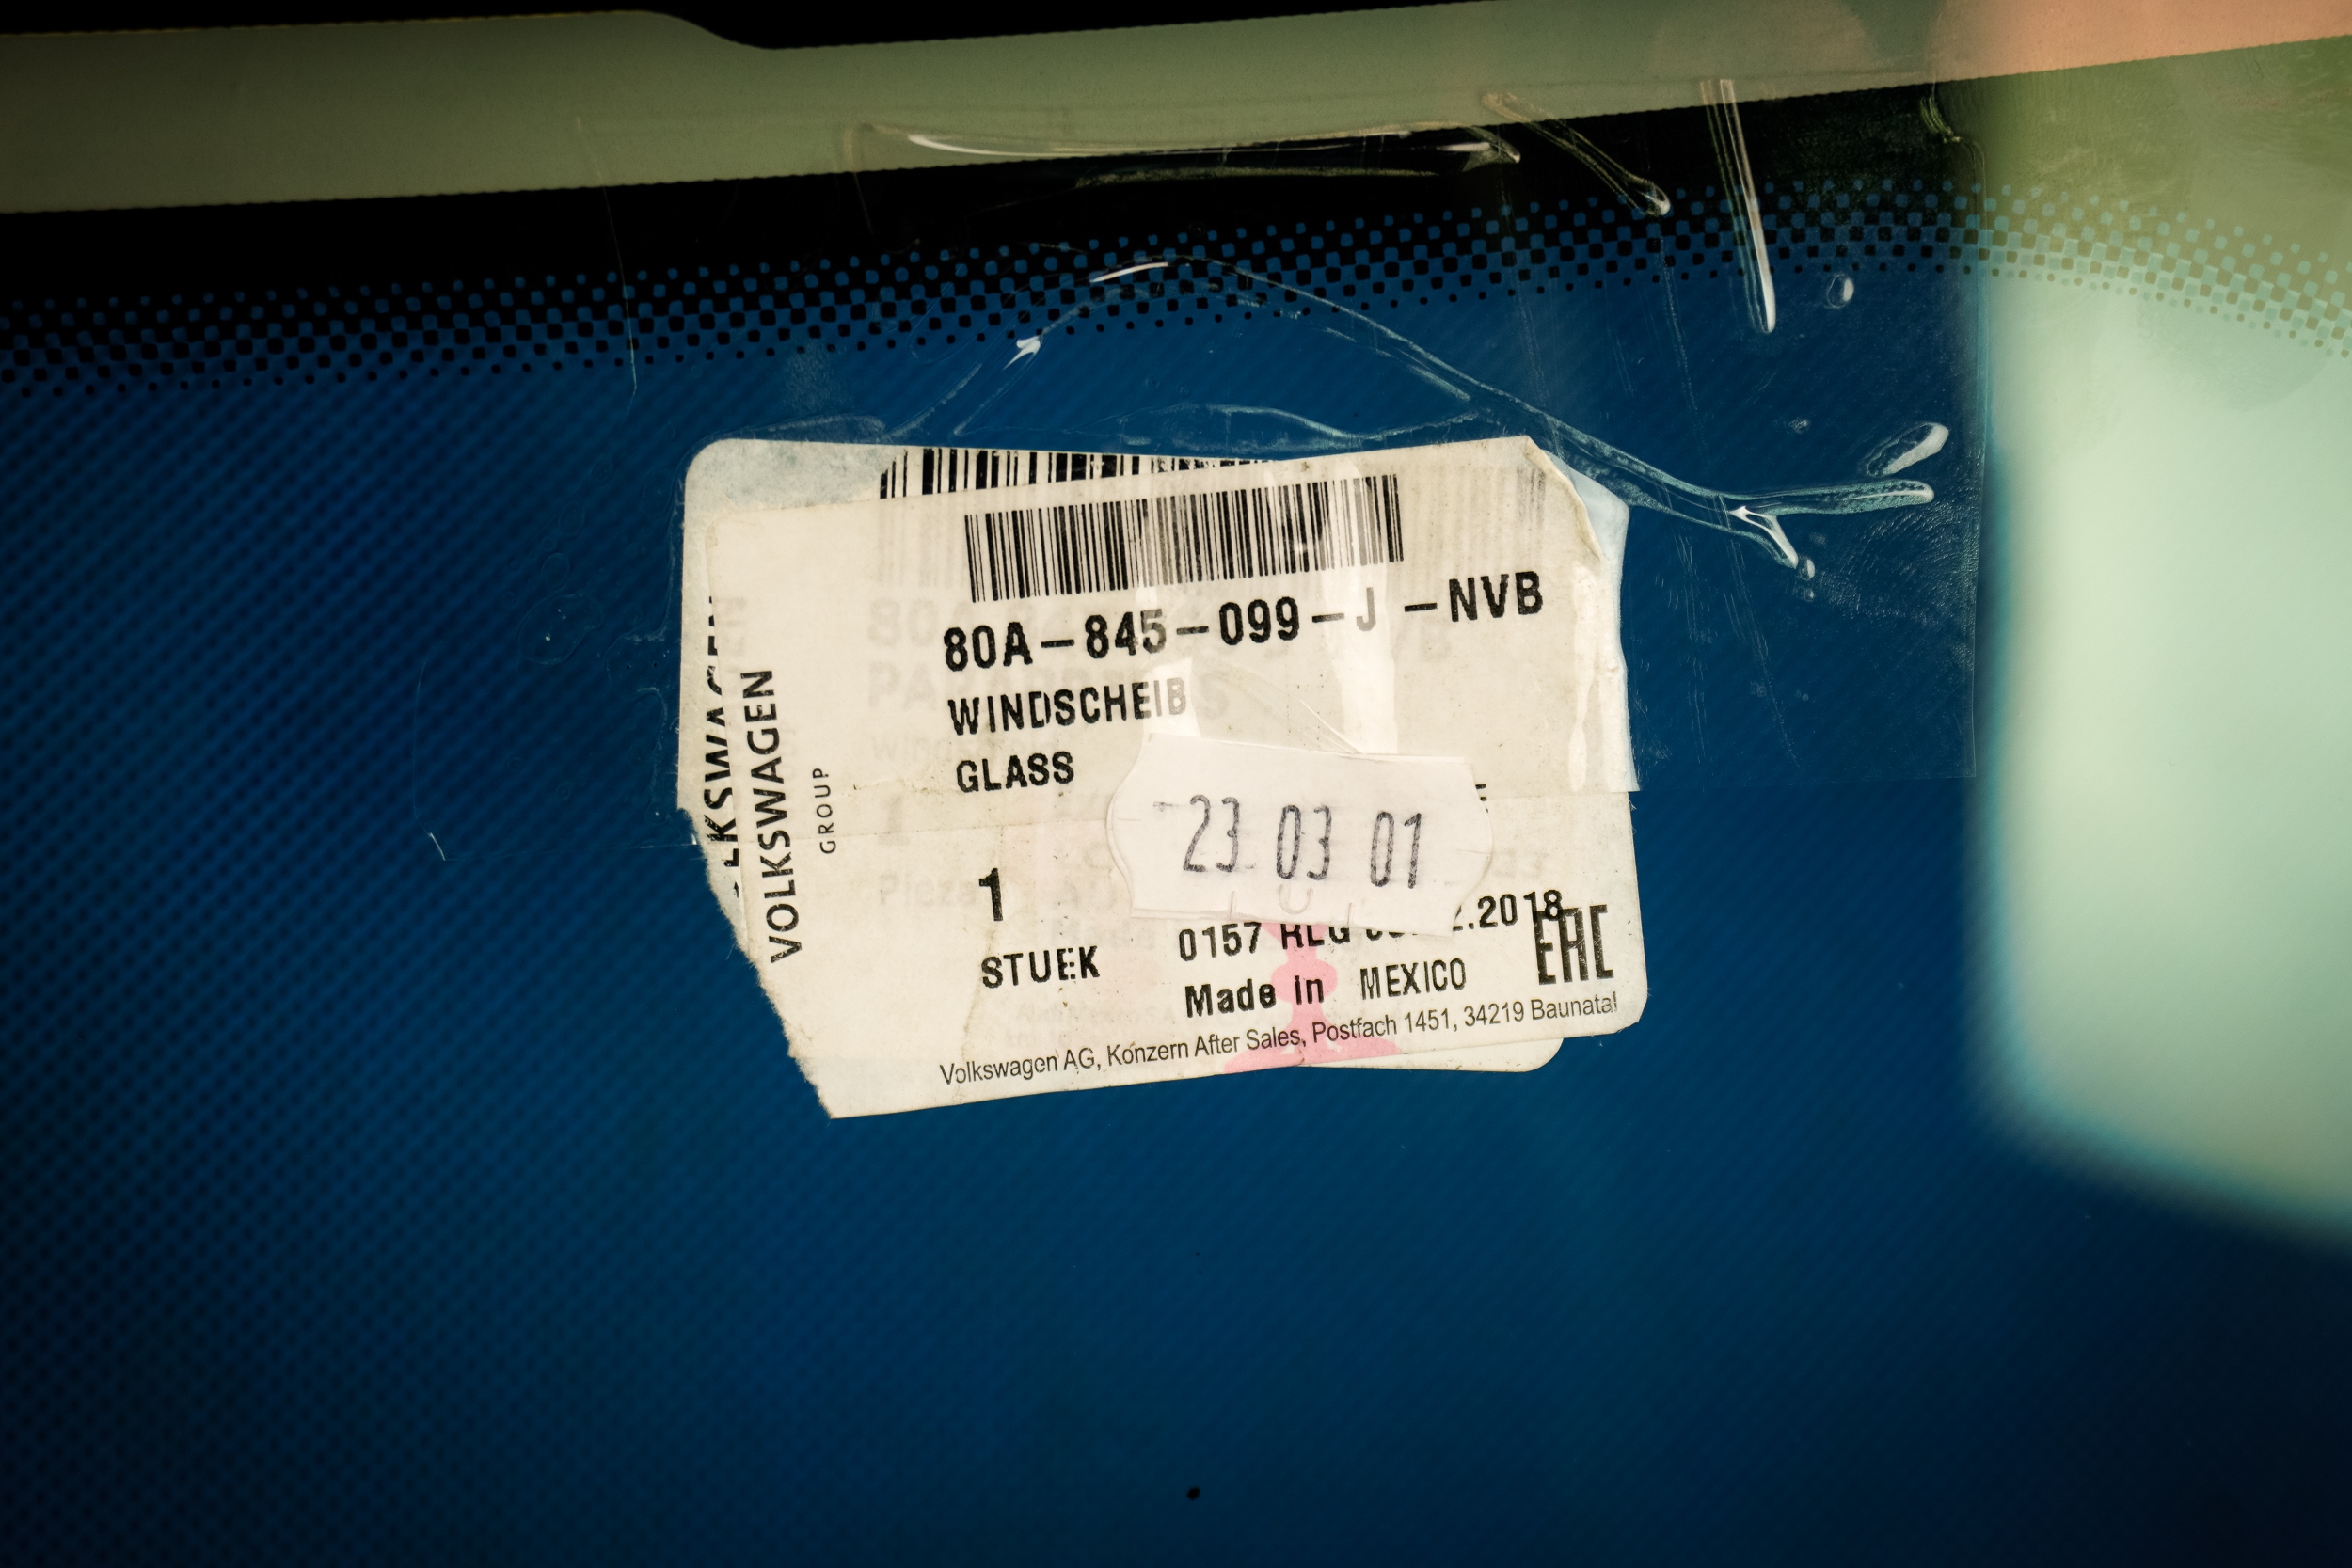 80A-845-099-J -NVB
WINDSCHEIB
GLASS
VOLKSWAGEN
GROUP
23 03 01
1
.2018
STUEK
0157
Made in MEXICO
EAC
Volkswagen AG, Konzern After Sales, Postfach 1451, 34219 Baunatal